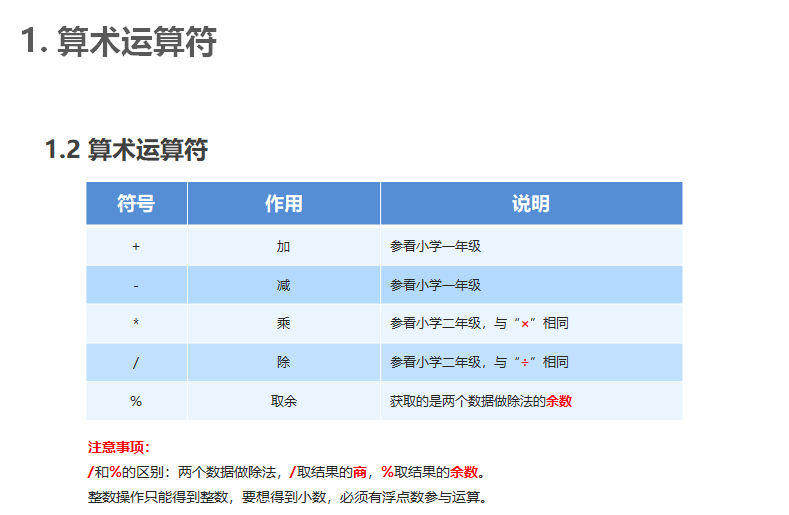 1. 算术运算符
1.2 算术运算符
符号 作用 说明
+ 加 参看小学一年级
- 减 参看小学一年级
* 乘 参看小学二年级，与“×”相同
/ 除 参看小学二年级，与“÷”相同
% 取余 获取的是两个数据做除法的余数
注意事项：
/和%的区别：两个数据做除法，/取结果的商，%取结果的余数。
整数操作只能得到整数，要想得到小数，必须有浮点数参与运算。